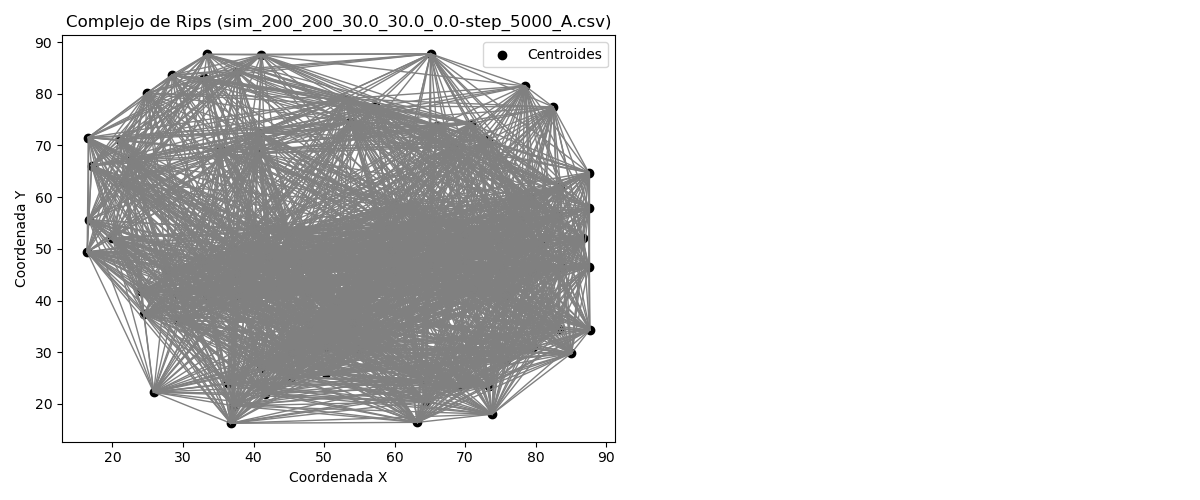 Complejo de Rips (sim_200_200_30.0_30.0_0.0-step_5000_A.csv)
Centroides
90
80
70
60
50
40
30
20
Coordenada Y
20 30 40 50 60 70 80 90
Coordenada X